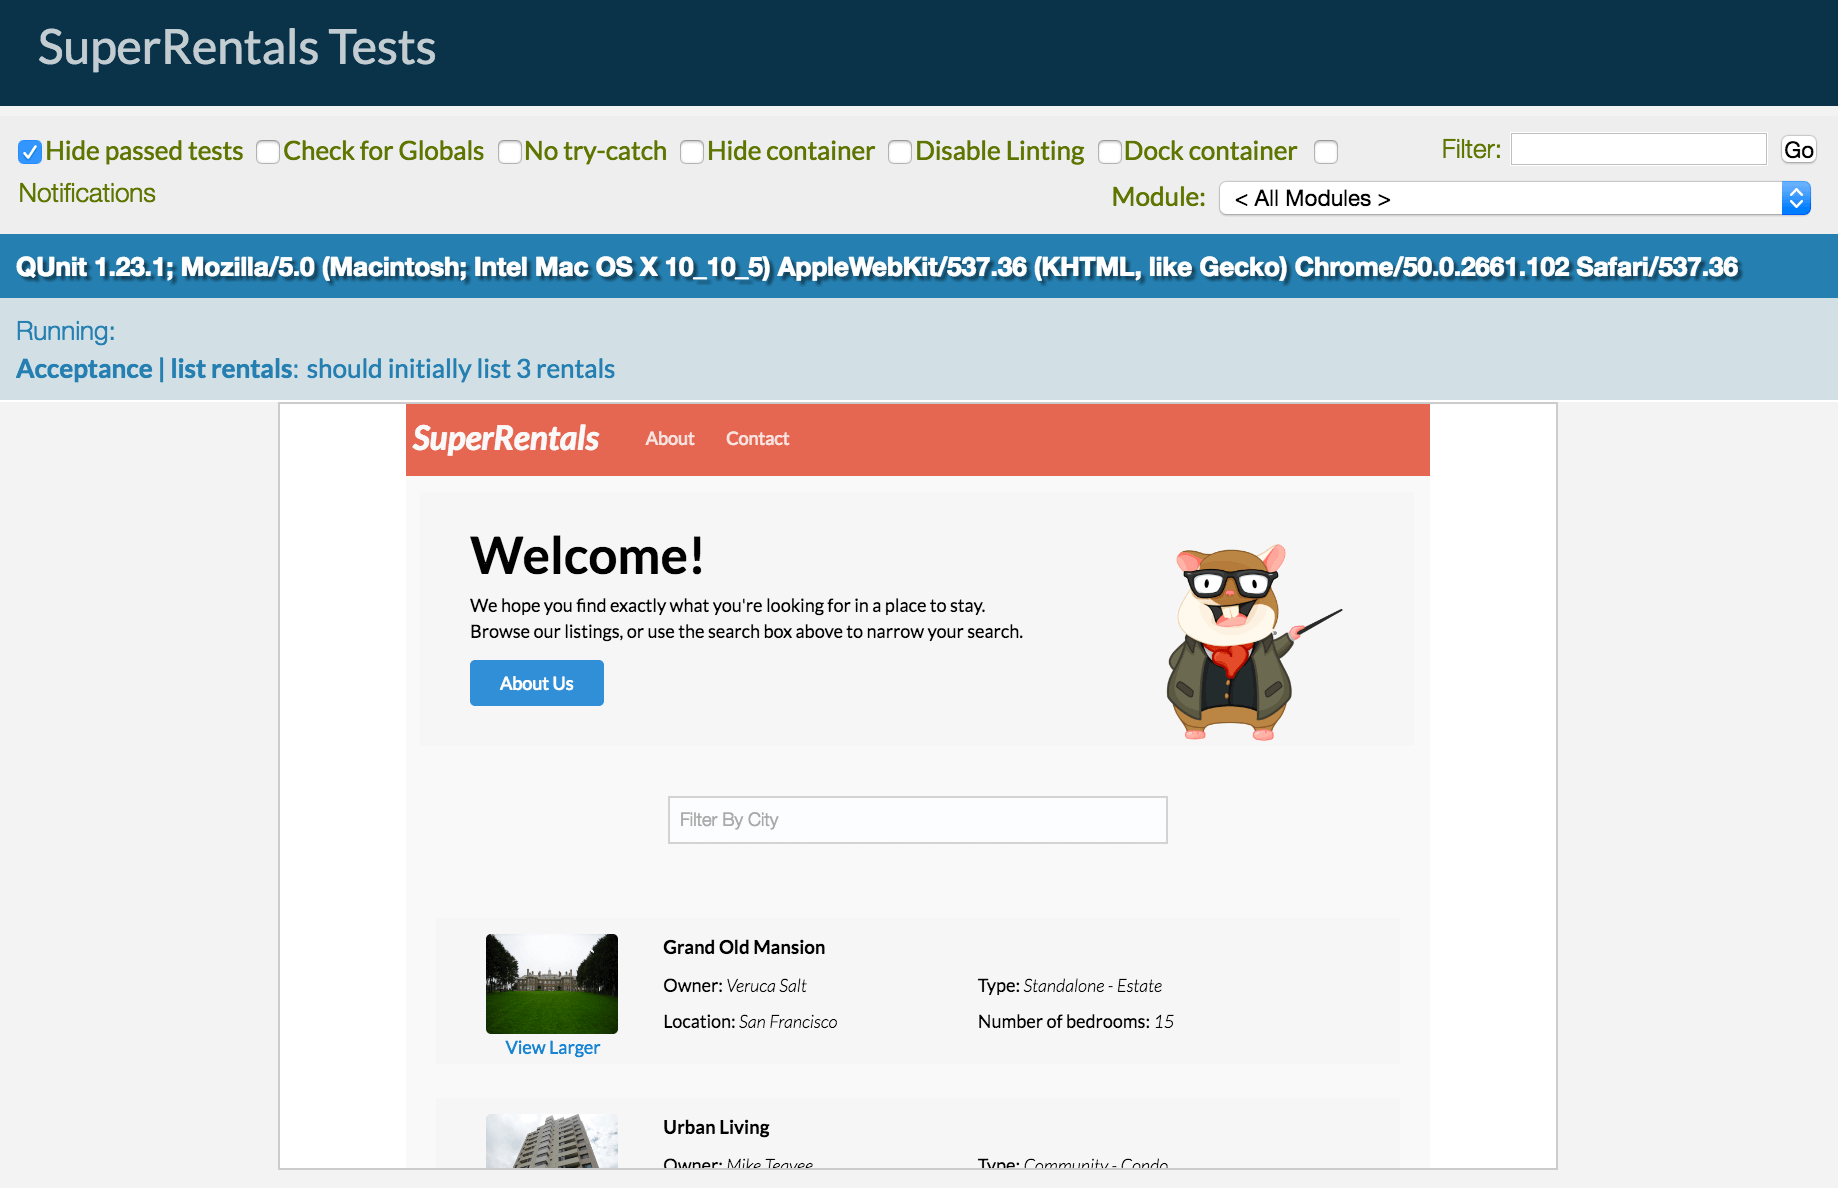 SuperRentals Tests
Hide passed tests Check for Globals No try-catch Hide container Disable Linting Dock container
Notifications
Filter: Go
Module: < All Modules >
QUnit 1.23.1; Mozilla/5.0 (Macintosh; Intel Mac OS X 10_10_5) AppleWebKit/537.36 (KHTML, like Gecko) Chrome/50.0.2661.102 Safari/537.36
Running:
Acceptance | list rentals: should initially list 3 rentals
SuperRentals About Contact
Welcome!
We hope you find exactly what you're looking for in a place to stay.
Browse our listings, or use the search box above to narrow your search.
About Us
Filter By City
Grand Old Mansion
Owner: Veruca Salt Type: Standalone - Estate
Location: San Francisco Number of bedrooms: 15
View Larger
Urban Living
Owner: Mike Teavee Type: Community - Condo